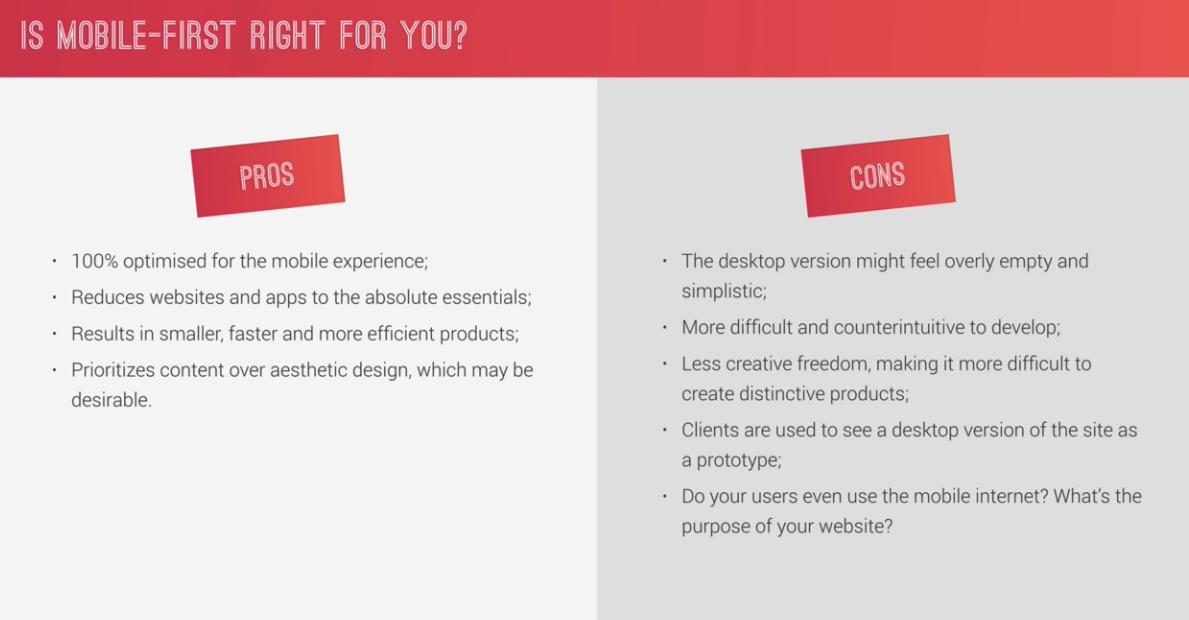 IS MOBILE-FIRST RIGHT FOR YOU?
PROS
• 100% optimised for the mobile experience;
• Reduces websites and apps to the absolute essentials;
• Results in smaller, faster and more efficient products;
• Prioritizes content over aesthetic design, which may be
desirable.
CONS
• The desktop version might feel overly empty and
simplistic;
• More difficult and counterintuitive to develop;
• Less creative freedom, making it more difficult to
create distinctive products;
• Clients are used to see a desktop version of the site as
a prototype;
• Do your users even use the mobile internet? What's the
purpose of your website?